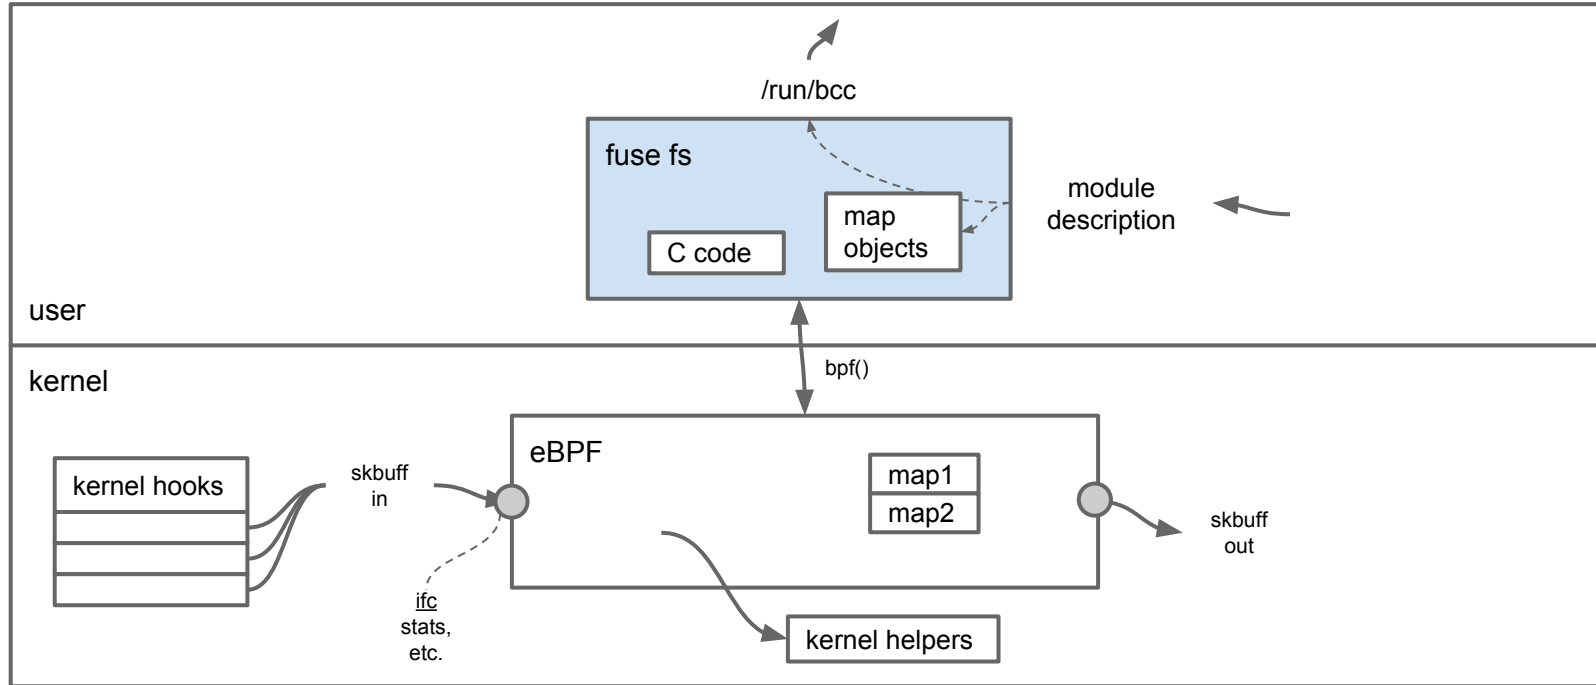 /run/bcc
fuse fs
module
description
map
objects
C code
user
kernel
bpf()
eBPF
kernel hooks
skbuff
in
map1
map2
skbuff
out
ifc
stats,
etc.
kernel helpers